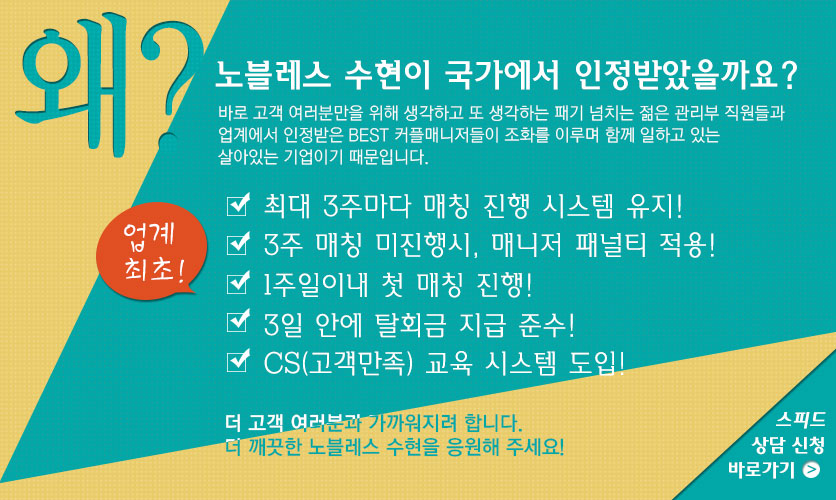 왜?
노블레스 수현이 국가에서 인정받았을까요?
바로 고객 여러분만을 위해 생각하고 또 생각하는 패기 넘치는 젊은 관리부 직원들과
업계에서 인정받은 BEST 커플매니저들이 조화를 이루며 함께 일하고 있는
살아있는 기업이기 때문입니다.
업계
최초!
최대 3주마다 매칭 진행 시스템 유지!
3주 매칭 미진행시, 매니저 패널티 적용!
1주일이내 첫 매칭 진행!
3일 안에 탈회금 지급 준수!
CS(고객만족) 교육 시스템 도입!
더 고객 여러분과 가까워지려 합니다.
더 깨끗한 노블레스 수현을 응원해 주세요!
스피드
상담 신청
바로가기